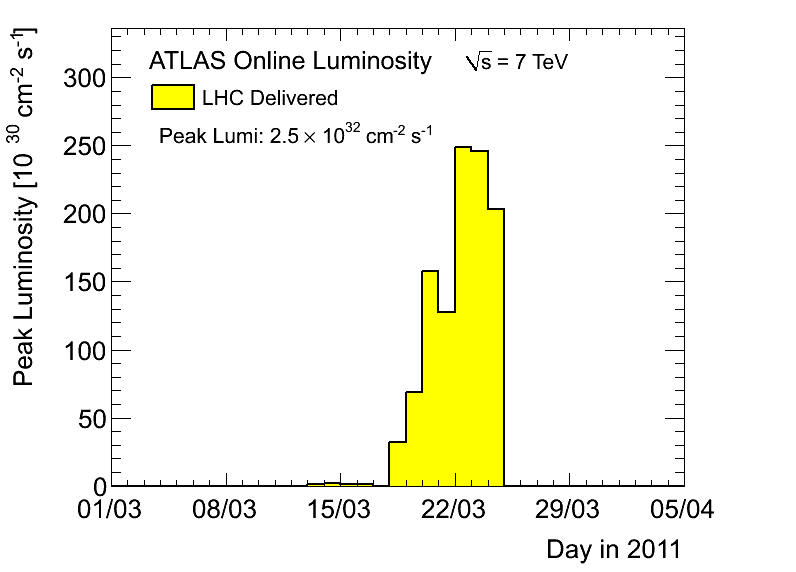 ATLAS Online Luminosity √s = 7 TeV
LHC Delivered
Peak Lumi: 2.5 × 10³² cm⁻² s⁻¹
Peak Luminosity [10 ³⁰ cm⁻² s⁻¹]
300
250
200
150
100
50
0
01/03 08/03 15/03 22/03 29/03 05/04
Day in 2011